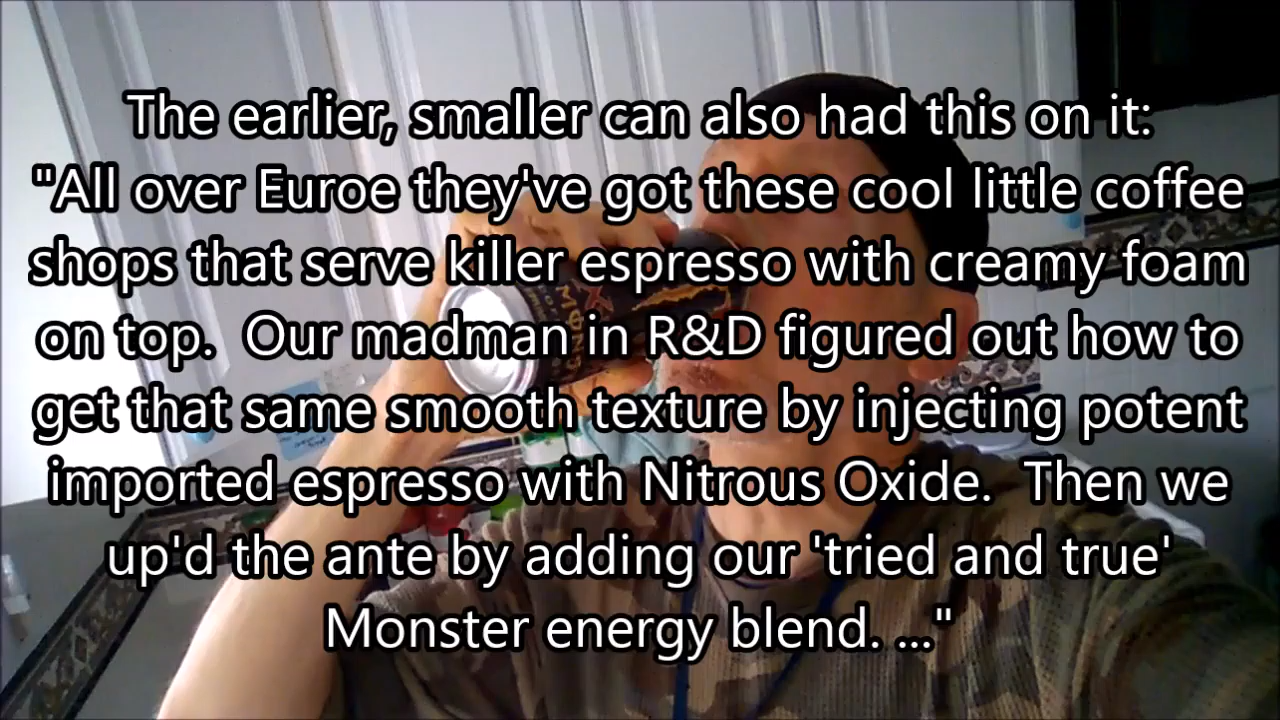 The earlier, smaller can also had this on it:
"All over Euroe they've got these cool little coffee
shops that serve killer espresso with creamy foam
on top.  Our madman in R&D figured out how to
get that same smooth texture by injecting potent
imported espresso with Nitrous Oxide.  Then we
up'd the ante by adding our 'tried and true'
Monster energy blend. ..."